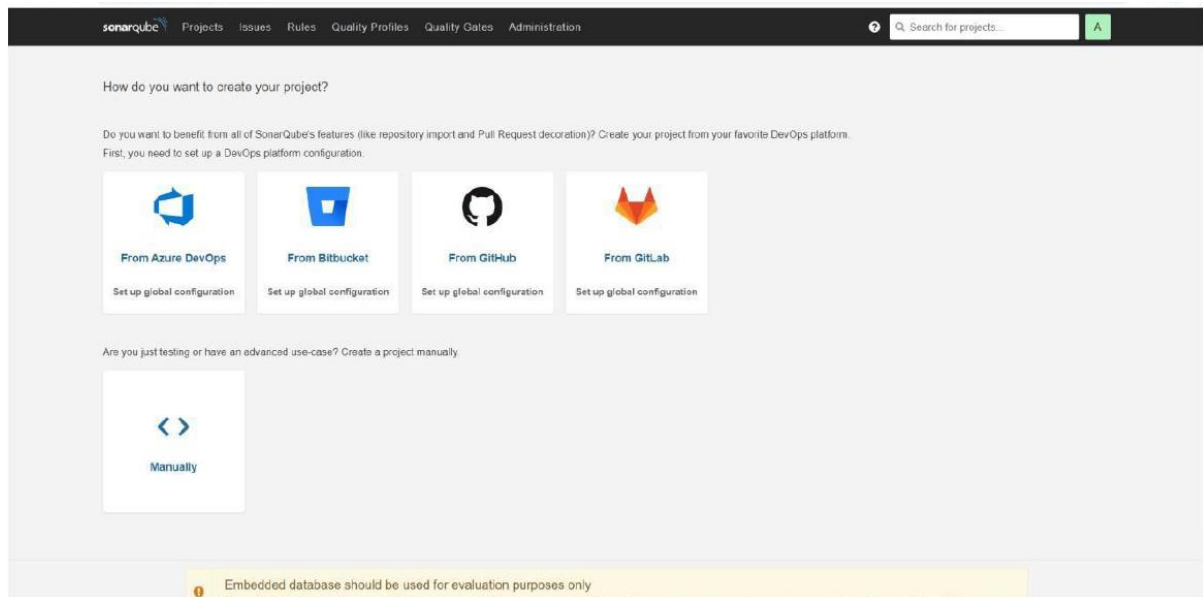 sonarqube Projects Issues Rules Quality Profiles Quality Gates Administration ? Search for projects... A
How do you want to create your project?
Do you want to benefit from all of SonarQube's features (like repository import and Pull Request decoration)? Create your project from your favorite DevOps platform.
First, you need to set up a DevOps platform configuration.
From Azure DevOps From Bitbucket From GitHub From GitLab
Set up global configuration Set up global configuration Set up global configuration Set up global configuration
Are you just testing or have an advanced use-case? Create a project manually.
Manually
Embedded database should be used for evaluation purposes only